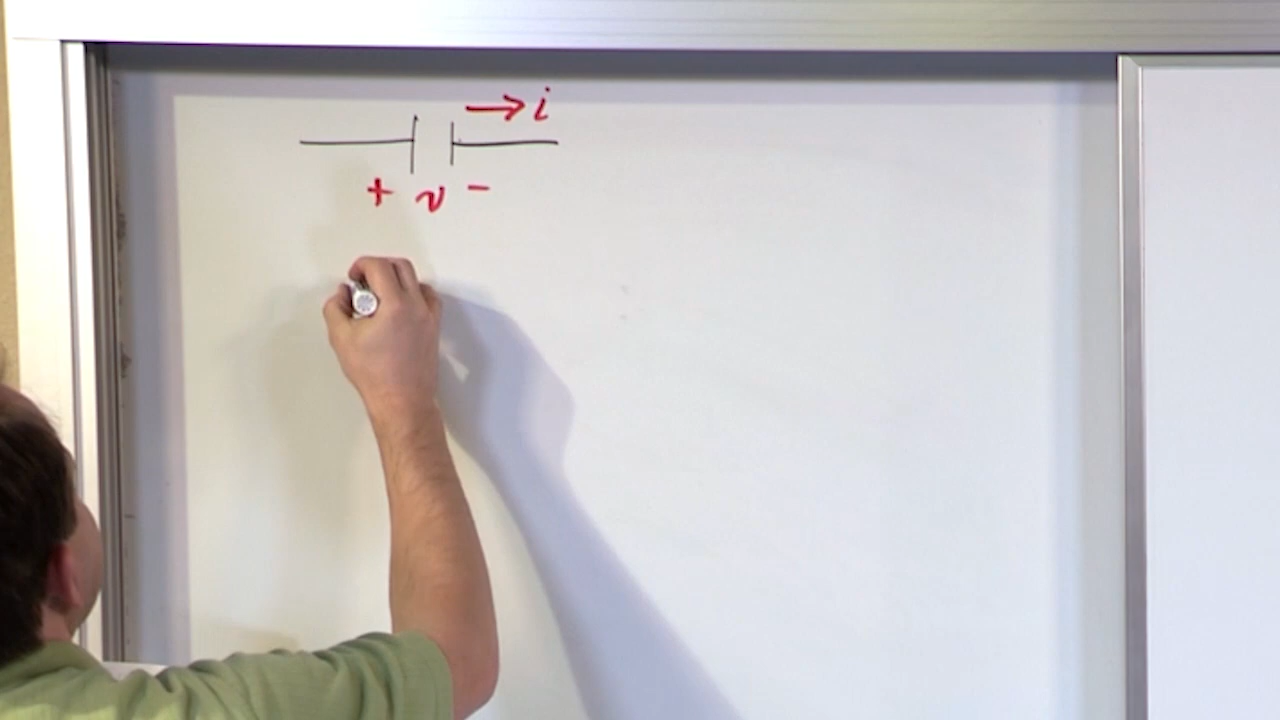 → i
+ v -